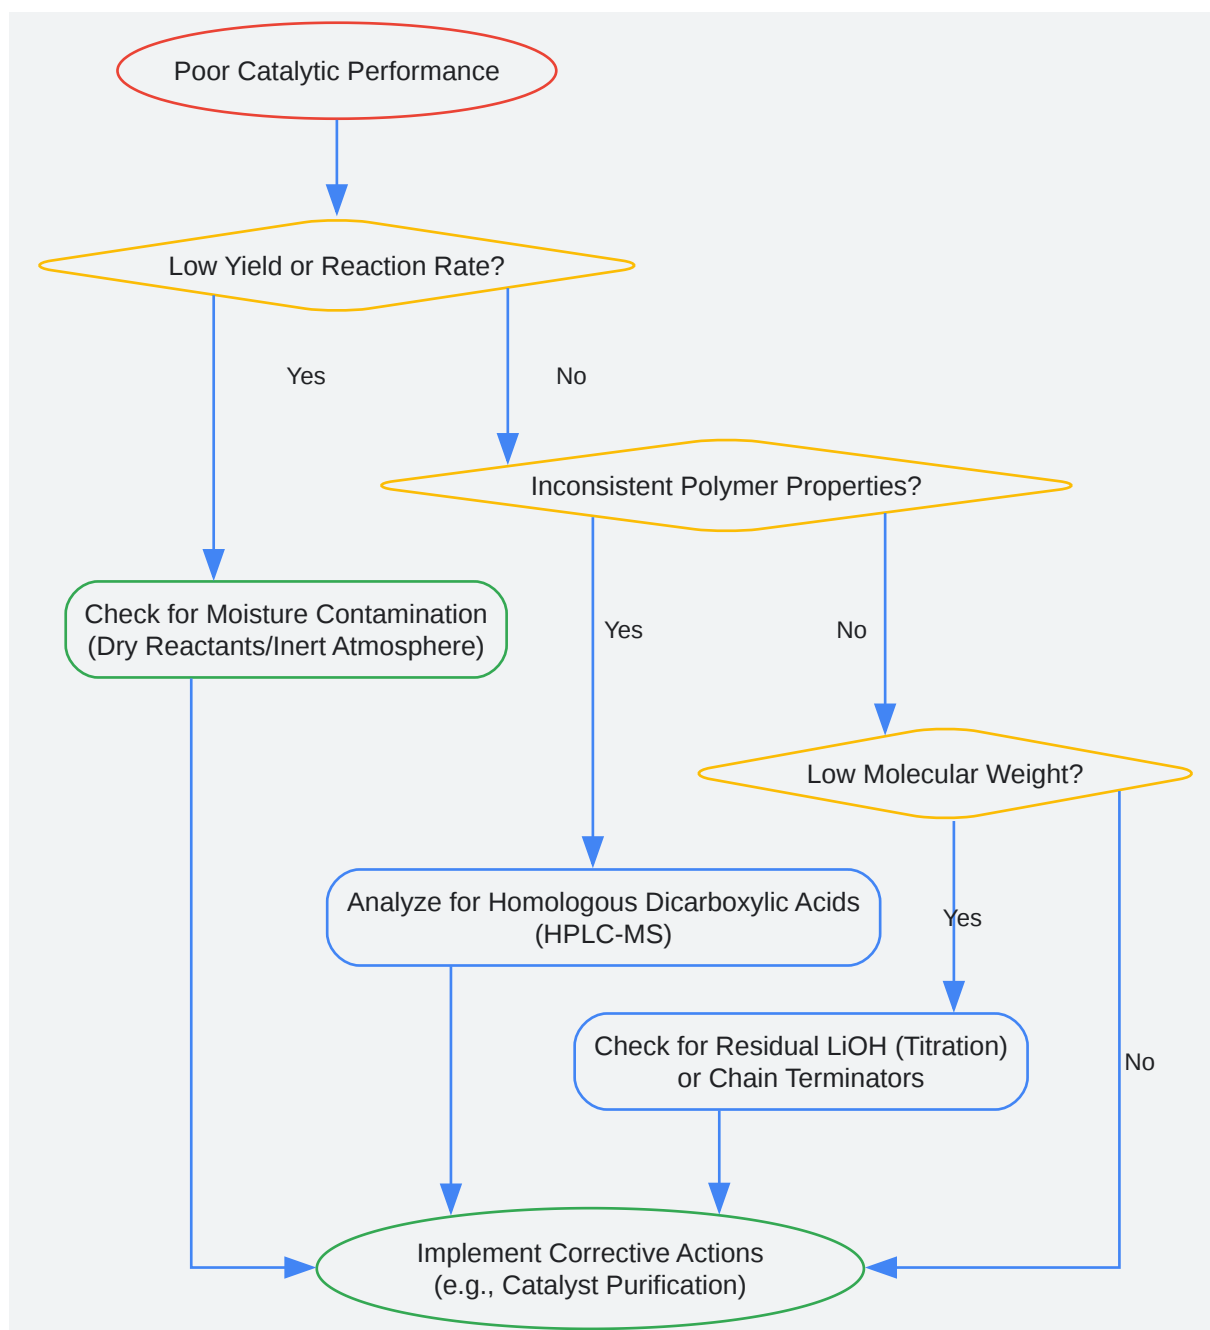 Poor Catalytic Performance
Low Yield or Reaction Rate?
Yes
No
Inconsistent Polymer Properties?
Check for Moisture Contamination
(Dry Reactants/Inert Atmosphere)
Yes
No
Low Molecular Weight?
Analyze for Homologous Dicarboxylic Acids
(HPLC-MS)
Yes
Check for Residual LiOH (Titration)
or Chain Terminators
No
Implement Corrective Actions
(e.g., Catalyst Purification)